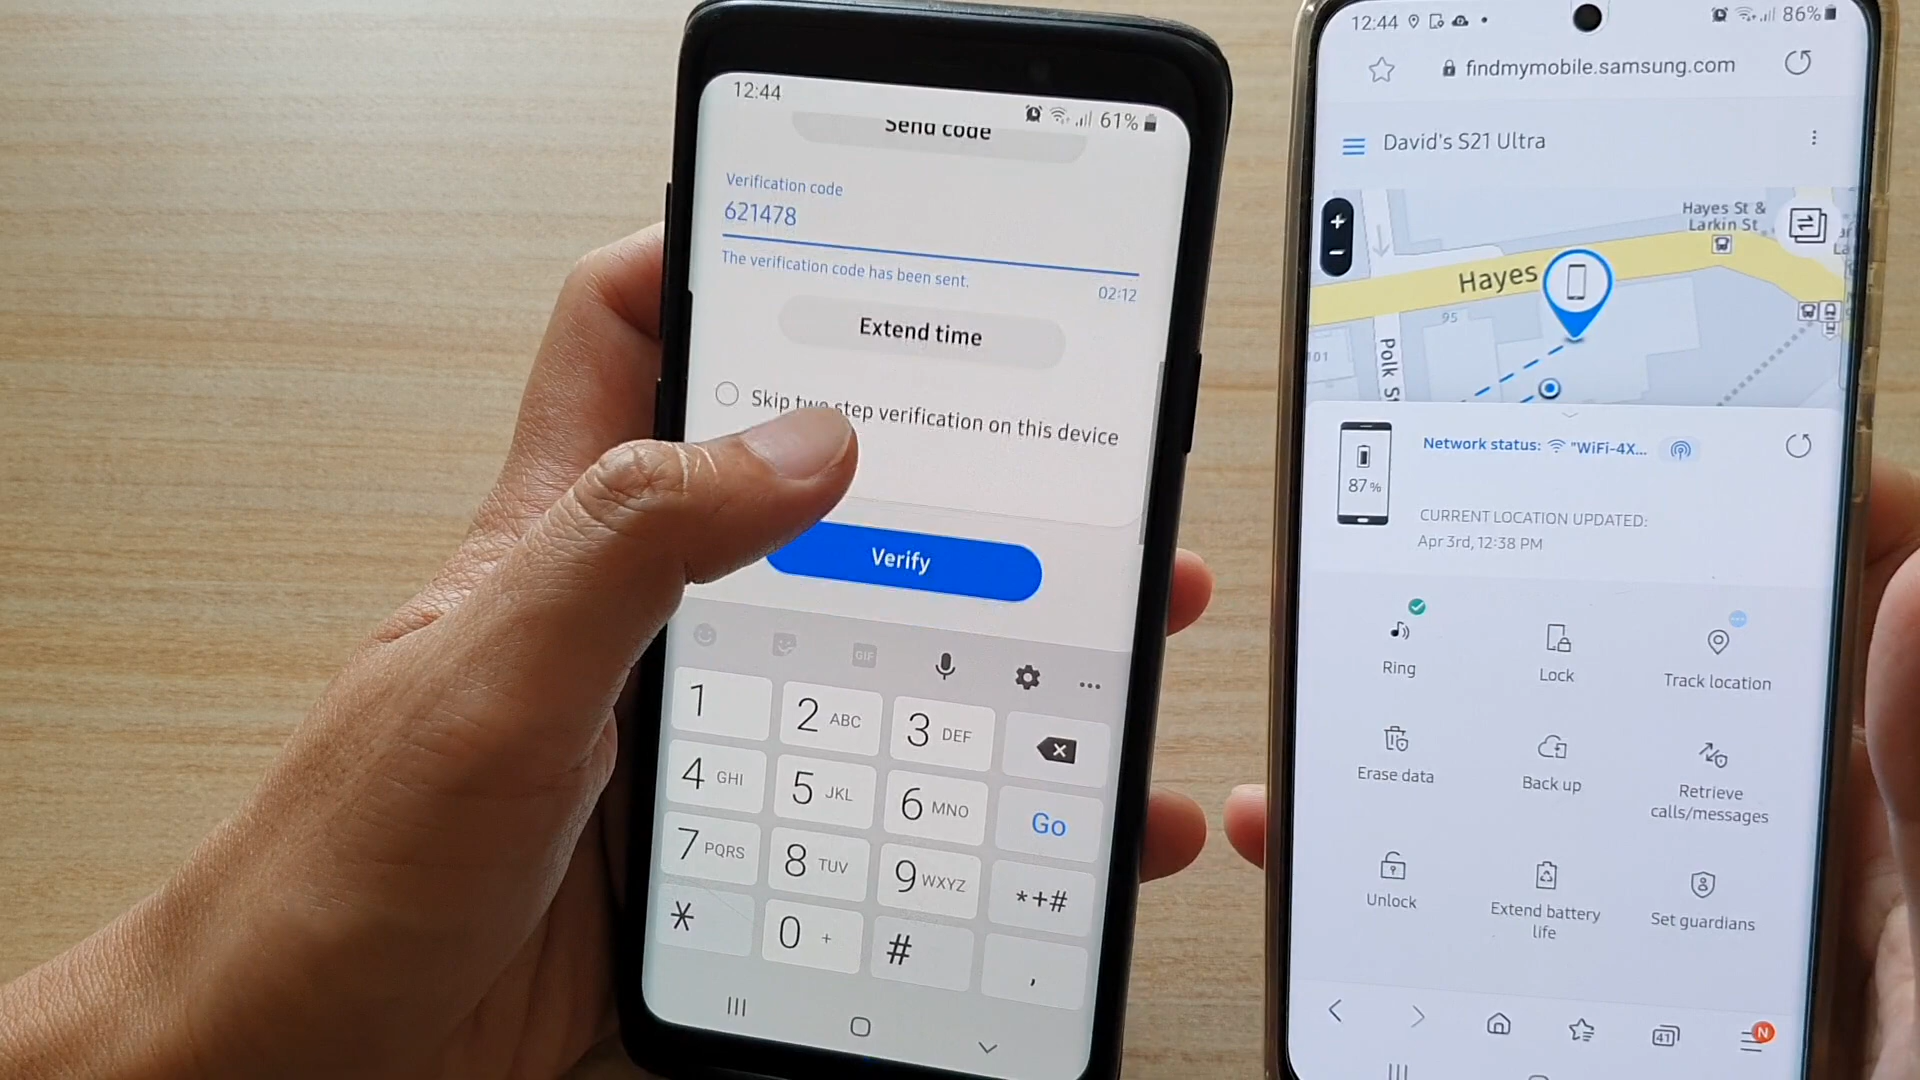 12:44
61%
Send code
Verification code
621478
The verification code has been sent.
02:12
Extend time
Skip two step verification on this device
Verify
GIF
1
2 ABC
3 DEF
4 GHI
5 JKL
6 MNO
Go
7 PQRS
8 TUV
9 WXYZ
*+#
*
0 +
#
,
12:44
86%
findmymobile.samsung.com
David's S21 Ultra
+
-
Hayes St &
Larkin St
Hayes
95
101
Polk St
Network status: "WiFi-4X...
87%
CURRENT LOCATION UPDATED:
Apr 3rd, 12:38 PM
Ring
Lock
Track location
Erase data
Back up
Retrieve
calls/messages
Unlock
Extend battery
life
Set guardians
41
N